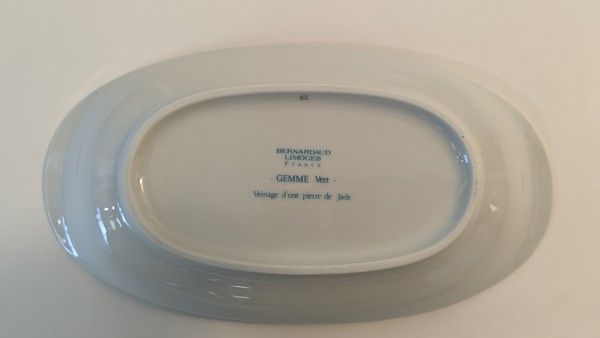 62
BERNARDAUD
LIMOGES
France
- GEMME Vert -
Veinage d'une pierre de Jade